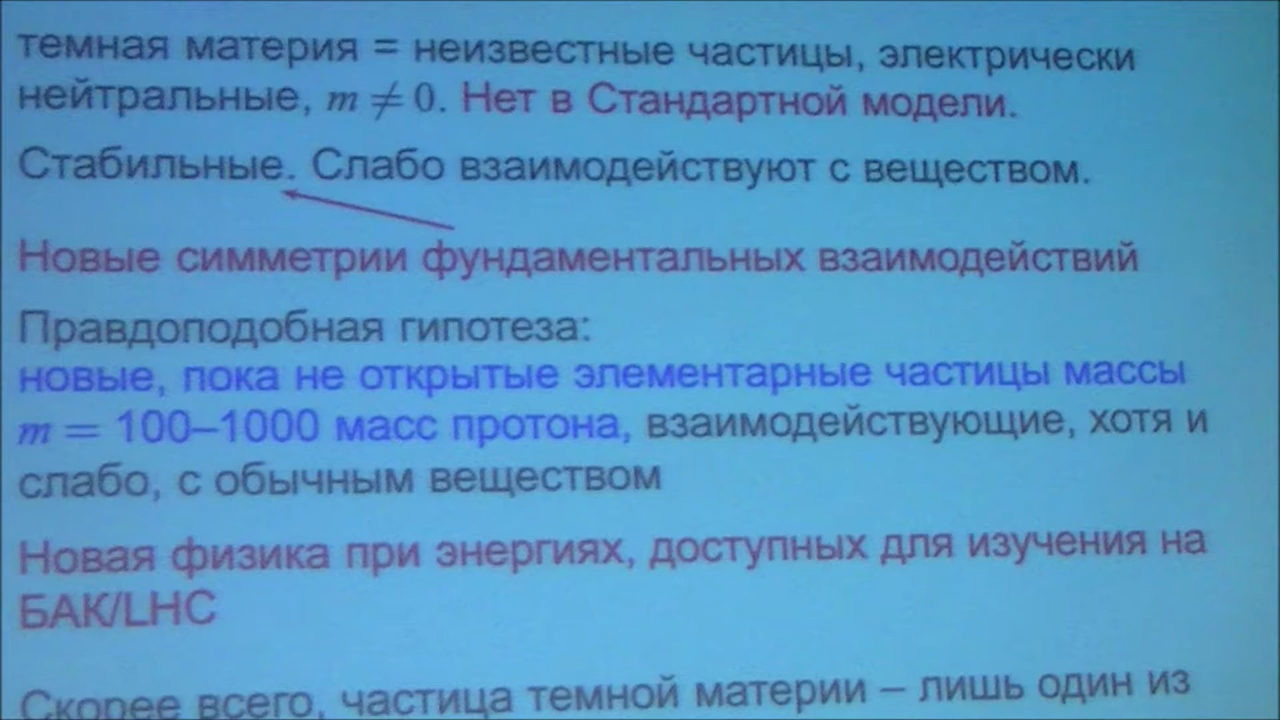 темная материя = неизвестные частицы, электрически
нейтральные, m ≠ 0. Нет в Стандартной модели.
Стабильные. Слабо взаимодействуют с веществом.
Новые симметрии фундаментальных взаимодействий
Правдоподобная гипотеза:
новые, пока не открытые элементарные частицы массы
m = 100–1000 масс протона, взаимодействующие, хотя и
слабо, с обычным веществом
Новая физика при энергиях, доступных для изучения на
БАК/LHC
Скорее всего, частица темной материи – лишь один из